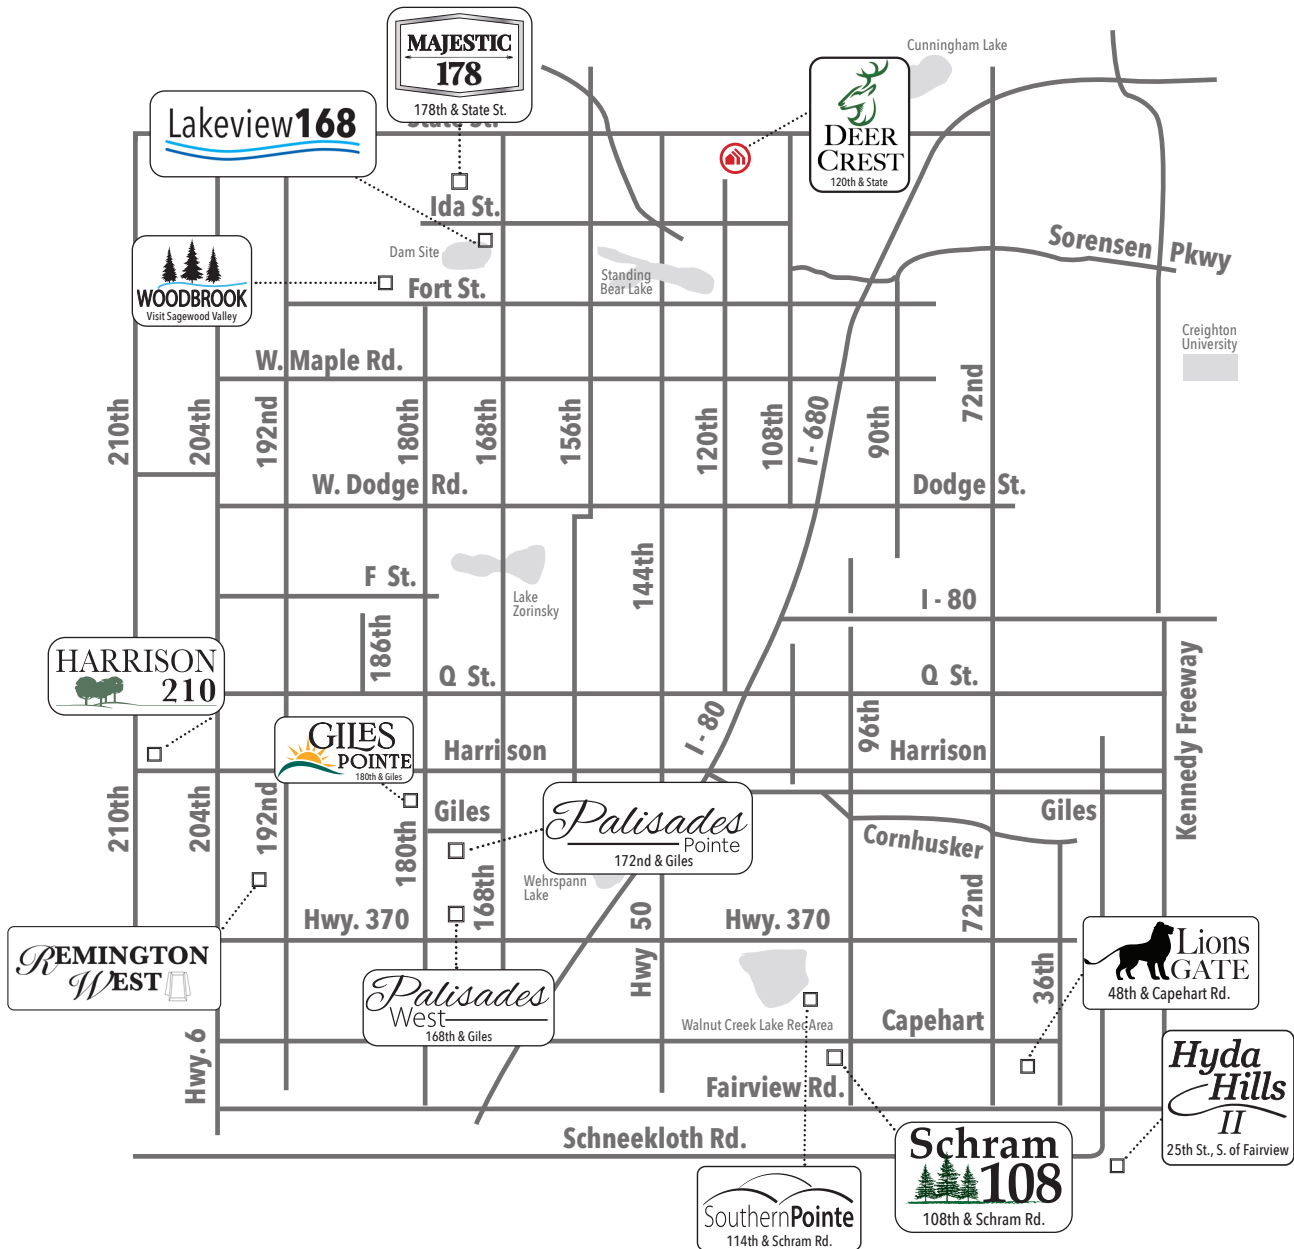 MAJESTIC
178
178th & State St.
Cunningham Lake
Lakeview168
State St.
DEER
CREST
120th & State
Ida St.
Dam Site
Standing
Bear Lake
Sorensen Pkwy
WOODBROOK
Visit Sagewood Valley
Fort St.
Creighton
University
W. Maple Rd.
210th
204th
192nd
180th
168th
156th
120th
108th
I - 680
90th
72nd
W. Dodge Rd.
Dodge St.
F St.
Lake
Zorinsky
144th
I - 80
186th
HARRISON
210
Q St.
Q St.
Kennedy Freeway
GILES
POINTE
180th & Giles
Harrison
I - 80
96th
Harrison
210th
204th
192nd
180th
Giles
Palisades
Pointe
172nd & Giles
Giles
Cornhusker
168th
Wehrspann
Lake
Hwy. 370
Hwy 50
Hwy. 370
72nd
REMINGTON
WEST
Palisades
West
168th & Giles
36th
Lions
GATE
48th & Capehart Rd.
Walnut Creek Lake Rec Area
Capehart
Hwy. 6
Fairview Rd.
Hyda
Hills
II
25th St., S. of Fairview
Schneekloth Rd.
Schram
108
108th & Schram Rd.
SouthernPointe
114th & Schram Rd.